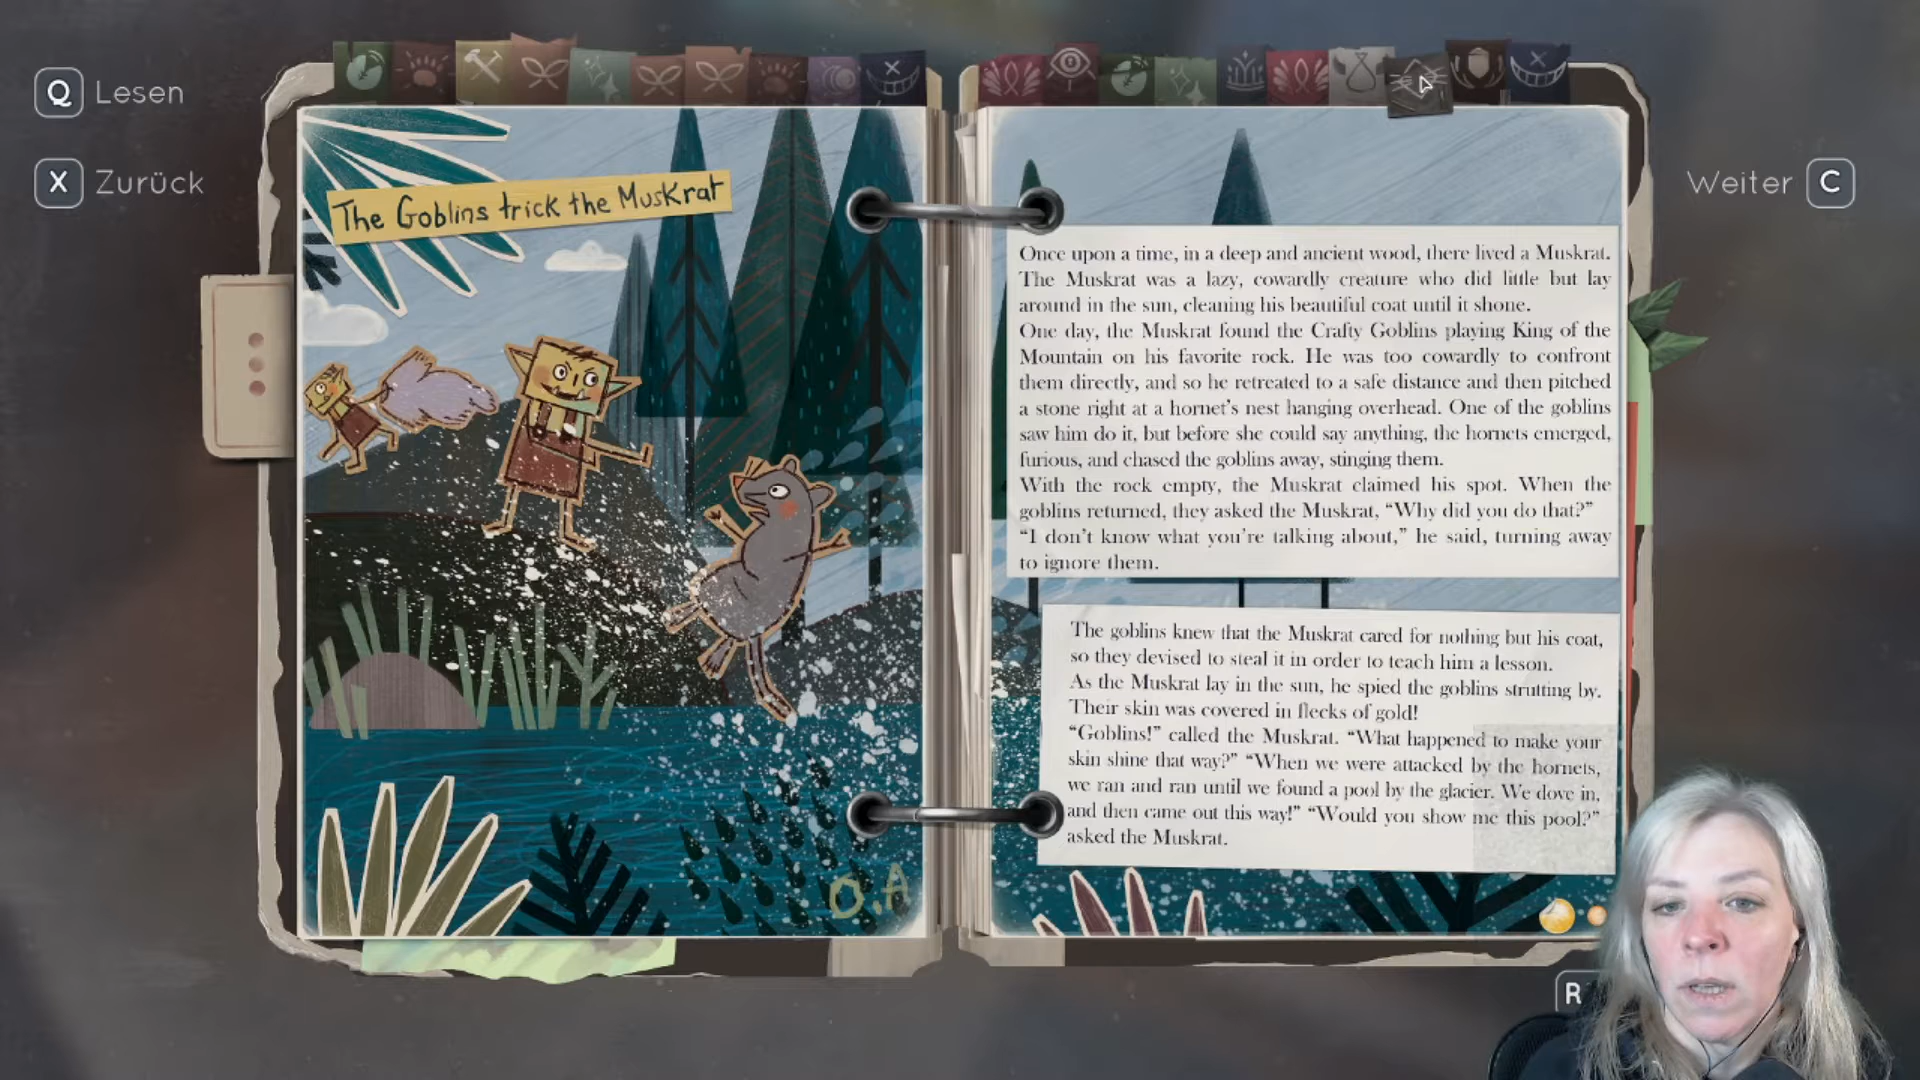 Q Lesen
X Zurück
Weiter C
The Goblins trick the Muskrat
Once upon a time, in a deep and ancient wood, there lived a Muskrat.
The Muskrat was a lazy, cowardly creature who did little but lay
around in the sun, cleaning his beautiful coat until it shone.
One day, the Muskrat found the Crafty Goblins playing King of the
Mountain on his favorite rock. He was too cowardly to confront
them directly, and so he retreated to a safe distance and then pitched
a stone right at a hornet's nest hanging overhead. One of the goblins
saw him do it, but before she could say anything, the hornets emerged,
furious, and chased the goblins away, stinging them.
With the rock empty, the Muskrat claimed his spot. When the
goblins returned, they asked the Muskrat, “Why did you do that?”
“I don't know what you're talking about,” he said, turning away
to ignore them.
The goblins knew that the Muskrat cared for nothing but his coat,
so they devised to steal it in order to teach him a lesson.
As the Muskrat lay in the sun, he spied the goblins strutting by.
Their skin was covered in flecks of gold!
“Goblins!” called the Muskrat. “What happened to make your
skin shine that way?” “When we were attacked by the hornets,
we ran and ran until we found a pool by the glacier. We dove in,
and then came out this way!” “Would you show me this pool?”
asked the Muskrat.
O.A
R